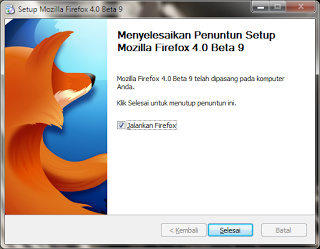 Setup Mozilla Firefox 4.0 Beta 9
Menyelesaikan Penuntun Setup
Mozilla Firefox 4.0 Beta 9
Mozilla Firefox 4.0 Beta 9 telah dipasang pada komputer
Anda.
Klik Selesai untuk menutup penuntun ini.
Jalankan Firefox
< Kembali
Selesai
Batal